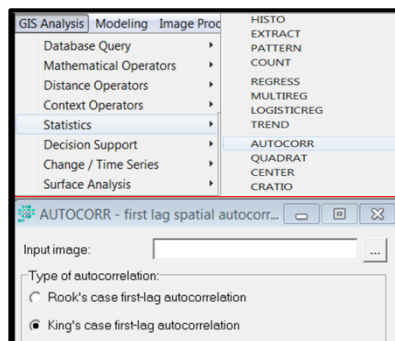 GIS Analysis Modeling Image Proc
Database Query
Mathematical Operators
Distance Operators
Context Operators
Statistics
Decision Support
Change / Time Series
Surface Analysis
HISTO
EXTRACT
PATTERN
COUNT
REGRESS
MULTIREG
LOGISTICREG
TREND
AUTOCORR
QUADRAT
CENTER
CRATIO
AUTOCORR - first lag spatial autocorr...
Input image:
...
Type of autocorrelation:
Rook's case first-lag autocorrelation
King's case first-lag autocorrelation